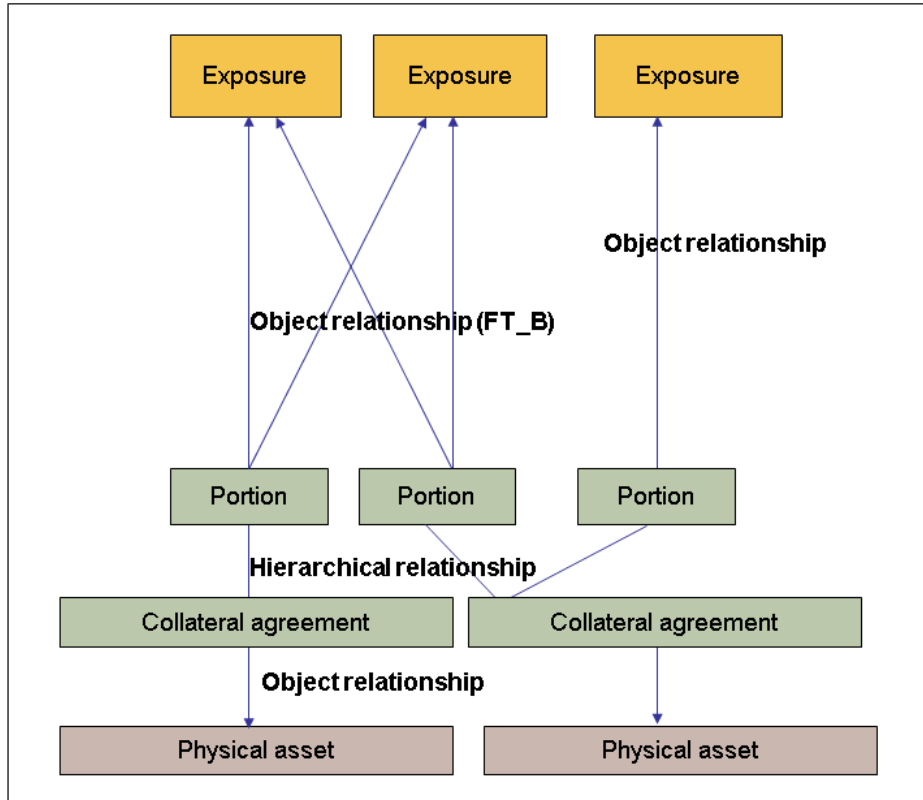 Exposure
Exposure
Exposure
Object relationship
Object relationship (FT_B)
Portion
Portion
Portion
Hierarchical relationship
Collateral agreement
Collateral agreement
Object relationship
Physical asset
Physical asset